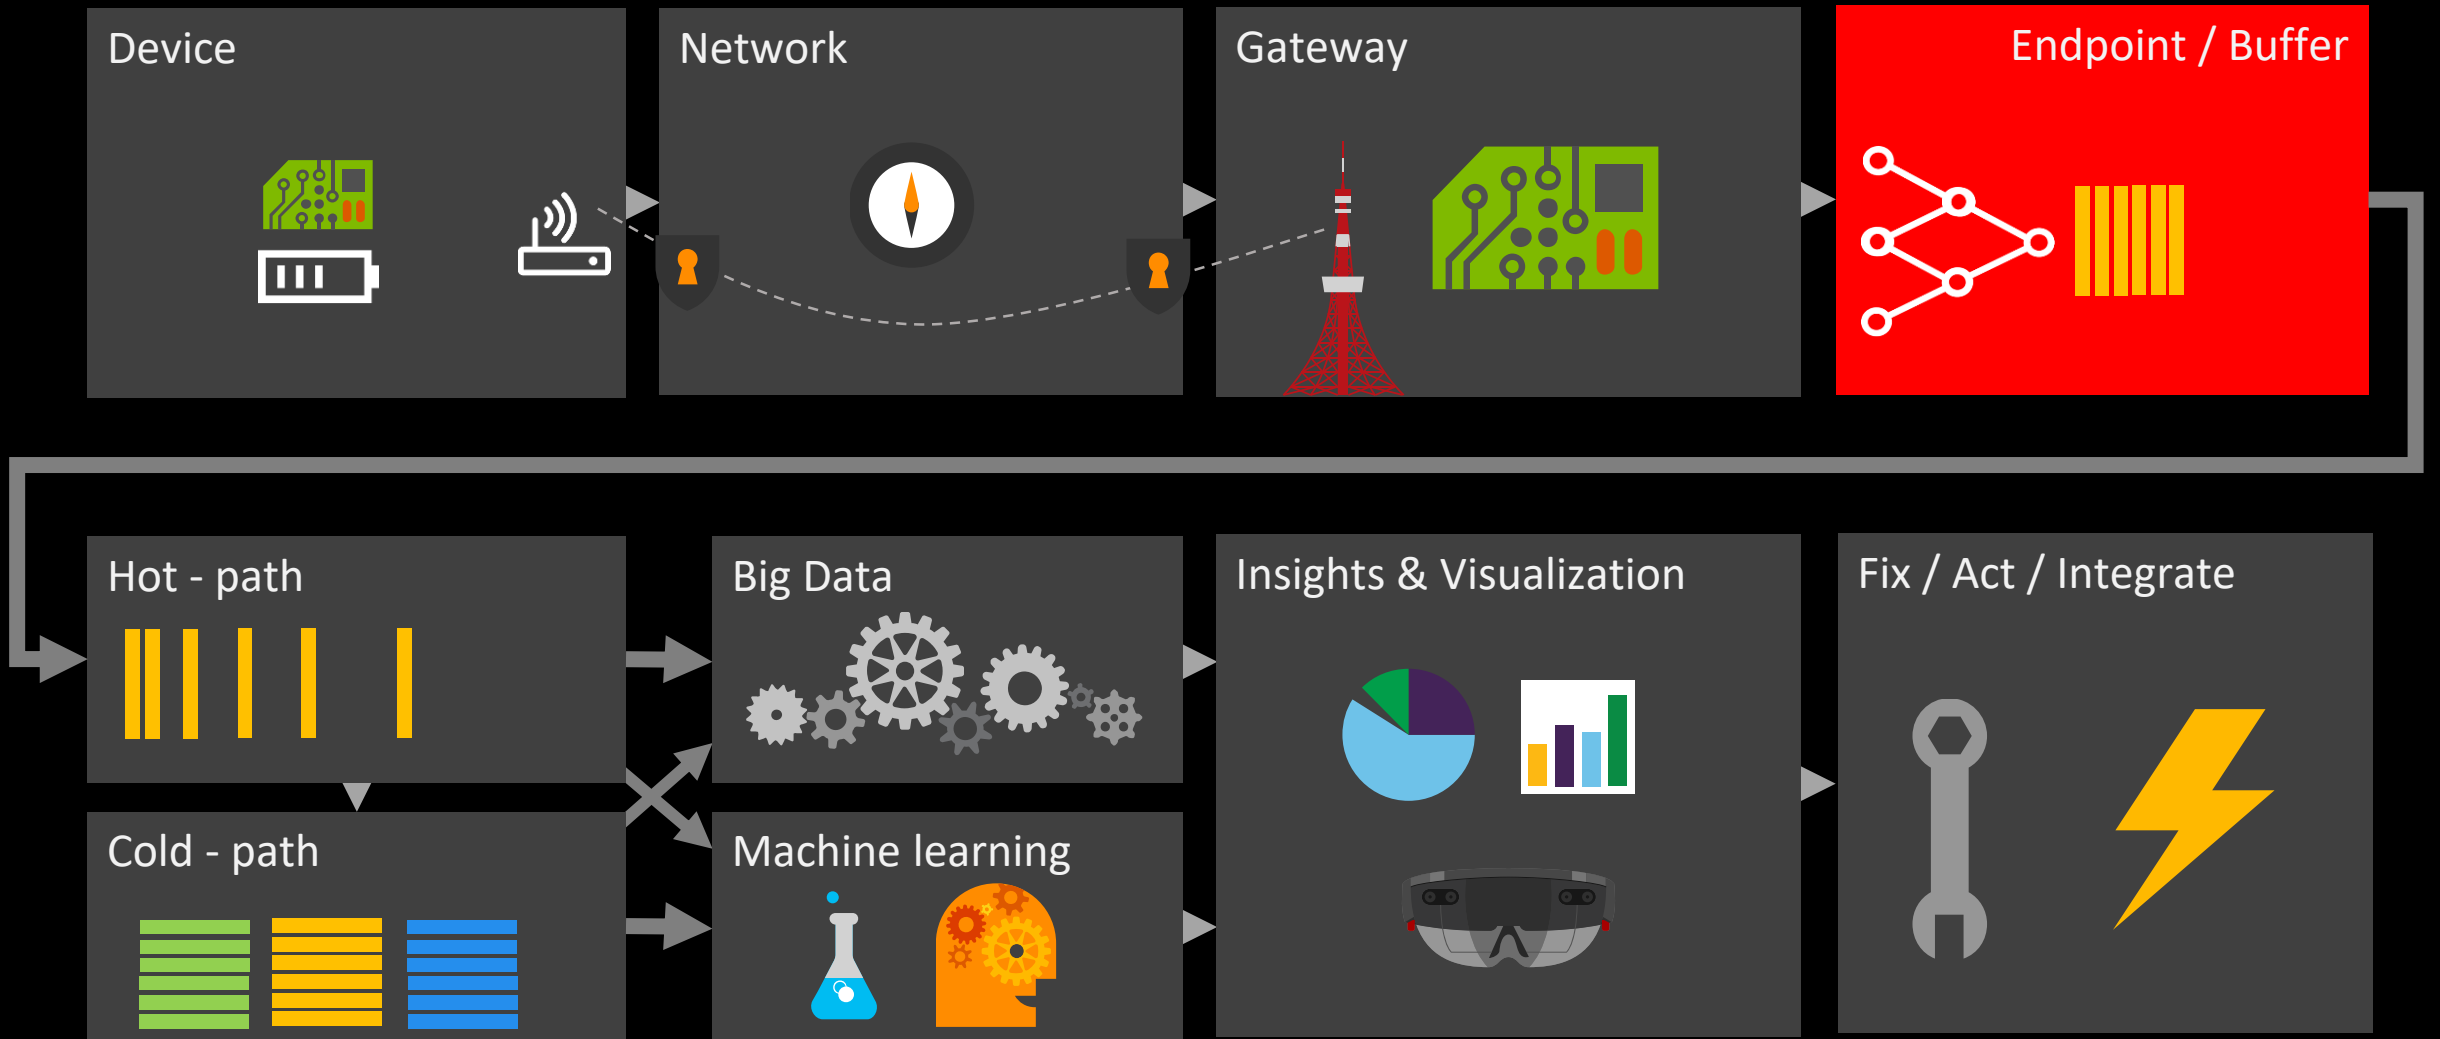 Device
Network
Gateway
Endpoint / Buffer
Hot - path
Big Data
Insights & Visualization
Fix / Act / Integrate
Cold - path
Machine learning